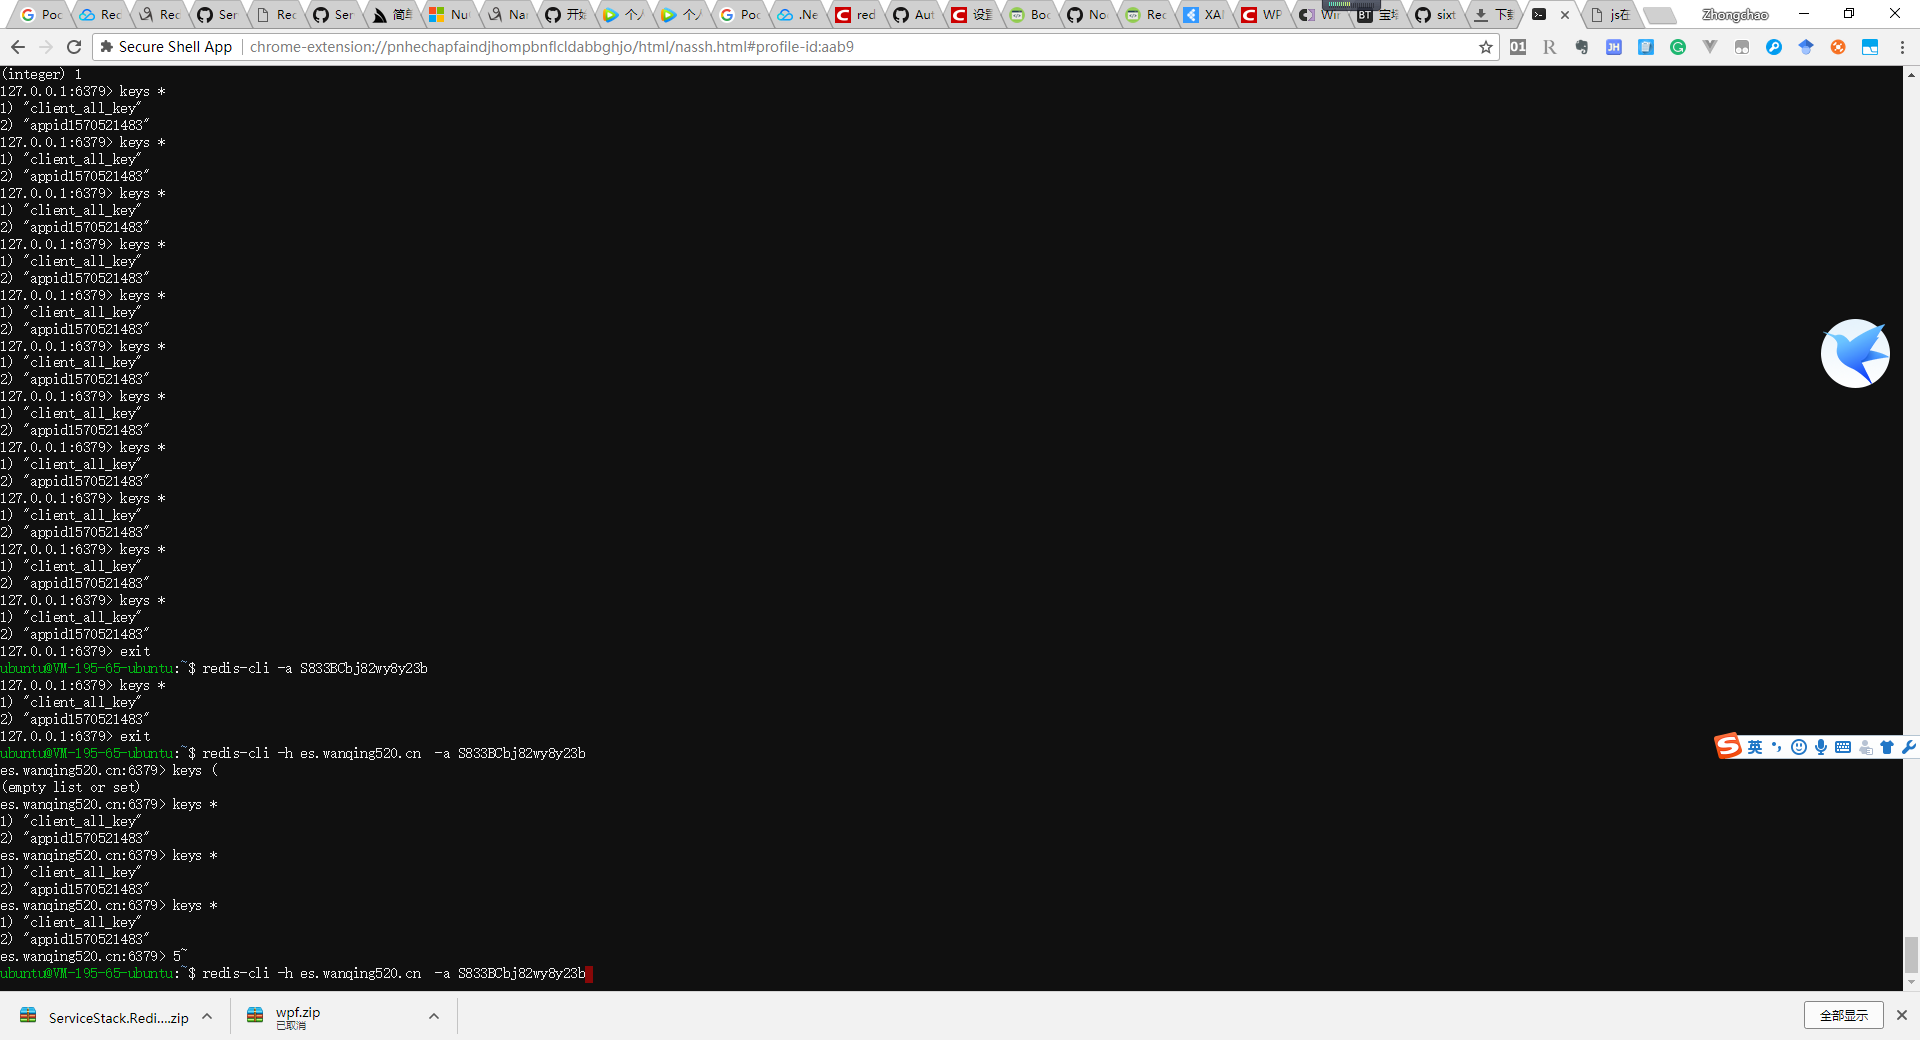 Poc
Rec
Rec
Ser
Rec
Ser
简单
Nu
Nar
开始
个人
个人
Poc
.Ne
red
Aut
设置
Boo
No
Rec
XA
WP
Wir
BT 宝塔
sixt
下载
js在
Zhongchao
Secure Shell App
chrome-extension://pnhechapfaindjhompbnflcldabbghjo/html/nassh.html#profile-id:aab9
01
R
JH
(integer) 1
127.0.0.1:6379> keys *
1) "client_all_key"
2) "appid1570521483"
127.0.0.1:6379> keys *
1) "client_all_key"
2) "appid1570521483"
127.0.0.1:6379> keys *
1) "client_all_key"
2) "appid1570521483"
127.0.0.1:6379> keys *
1) "client_all_key"
2) "appid1570521483"
127.0.0.1:6379> keys *
1) "client_all_key"
2) "appid1570521483"
127.0.0.1:6379> keys *
1) "client_all_key"
2) "appid1570521483"
127.0.0.1:6379> keys *
1) "client_all_key"
2) "appid1570521483"
127.0.0.1:6379> keys *
1) "client_all_key"
2) "appid1570521483"
127.0.0.1:6379> keys *
1) "client_all_key"
2) "appid1570521483"
127.0.0.1:6379> keys *
1) "client_all_key"
2) "appid1570521483"
127.0.0.1:6379> keys *
1) "client_all_key"
2) "appid1570521483"
127.0.0.1:6379> exit
ubuntu@VM-195-65-ubuntu:~$ redis-cli -a S833BCbj82wy8y23b
127.0.0.1:6379> keys *
1) "client_all_key"
2) "appid1570521483"
127.0.0.1:6379> exit
ubuntu@VM-195-65-ubuntu:~$ redis-cli -h es.wanqing520.cn  -a S833BCbj82wy8y23b
es.wanqing520.cn:6379> keys (
(empty list or set)
es.wanqing520.cn:6379> keys *
1) "client_all_key"
2) "appid1570521483"
es.wanqing520.cn:6379> keys *
1) "client_all_key"
2) "appid1570521483"
es.wanqing520.cn:6379> keys *
1) "client_all_key"
2) "appid1570521483"
es.wanqing520.cn:6379> 5~
ubuntu@VM-195-65-ubuntu:~$ redis-cli -h es.wanqing520.cn  -a S833BCbj82wy8y23b
英
ServiceStack.Redi....zip
wpf.zip
已取消
全部显示